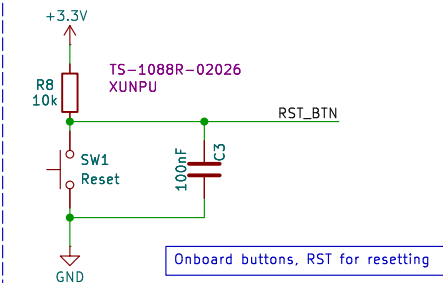 +3.3V
TS-1088R-02026
XUNPU
R8
10k
RST_BTN
SW1
Reset
100nF
C3
GND
Onboard buttons, RST for resetting